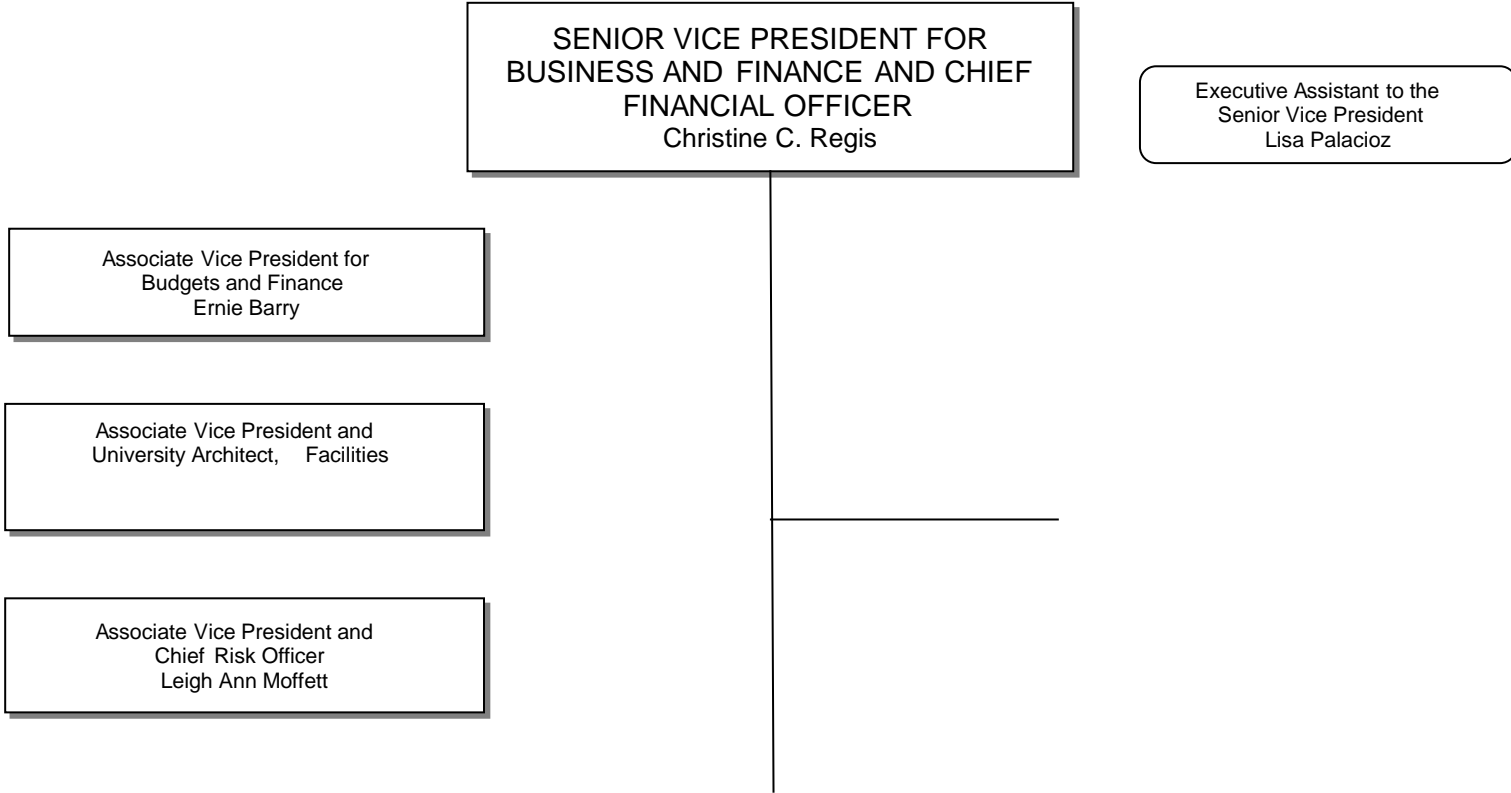 SENIOR VICE PRESIDENT FOR
BUSINESS AND FINANCE AND CHIEF
FINANCIAL OFFICER
Christine C. Regis
Executive Assistant to the
Senior Vice President
Lisa Palacioz
Associate Vice President for
Budgets and Finance
Ernie Barry
Associate Vice President and
University Architect, Facilities
Associate Vice President and
Chief Risk Officer
Leigh Ann Moffett